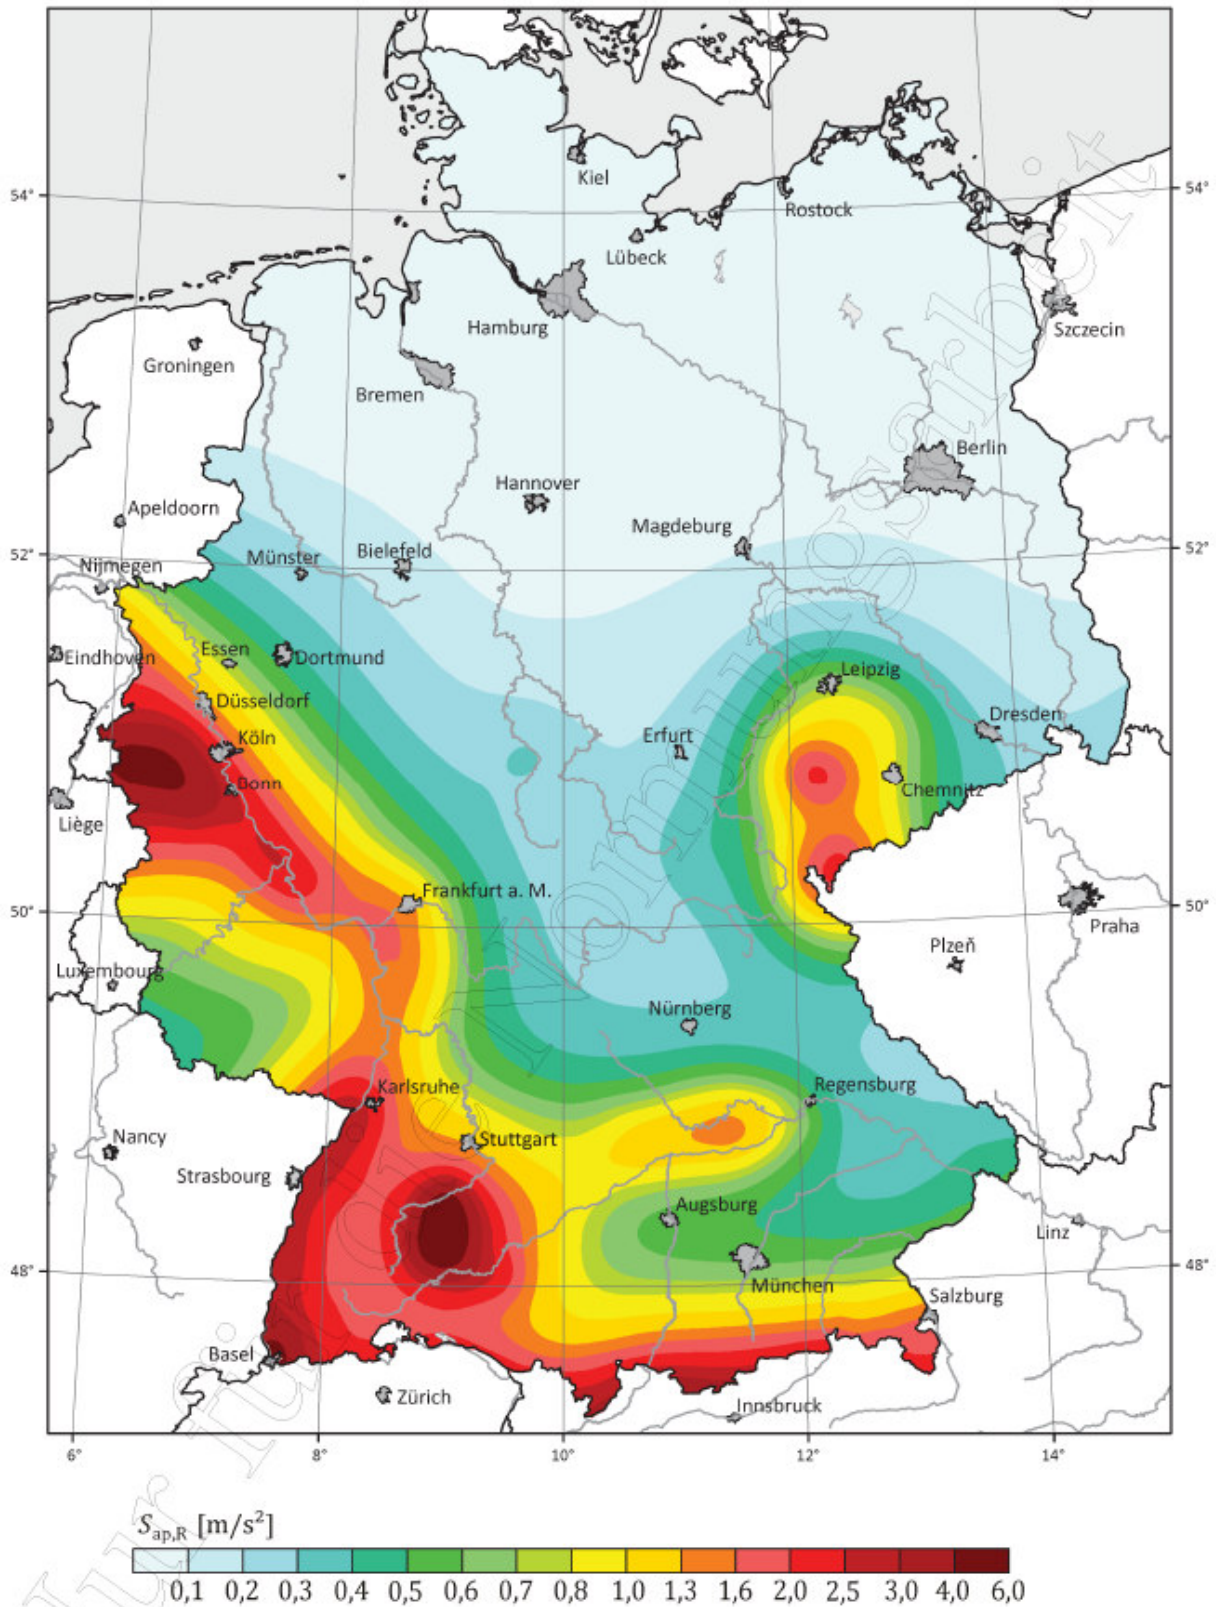 Kiel
54°
54°
Rostock
Lübeck
Hamburg
Szczecin
Groningen
Bremen
Berlin
Hannover
Apeldoorn
Magdeburg
52°
52°
Münster
Bielefeld
Nijmegen
Essen
Eindhoven
Dortmund
Leipzig
Düsseldorf
Dresden
Köln
Erfurt
Bonn
Chemnitz
Liège
Frankfurt a. M.
50°
50°
Praha
Plzeň
Luxembourg
Nürnberg
Karlsruhe
Regensburg
Nancy
Stuttgart
Strasbourg
Augsburg
Linz
48°
48°
München
Salzburg
Basel
Zürich
Innsbruck
6°
8°
10°
12°
14°
S_ap,R [m/s²]
0,1 0,2 0,3 0,4 0,5 0,6 0,7 0,8 1,0 1,3 1,6 2,0 2,5 3,0 4,0 6,0